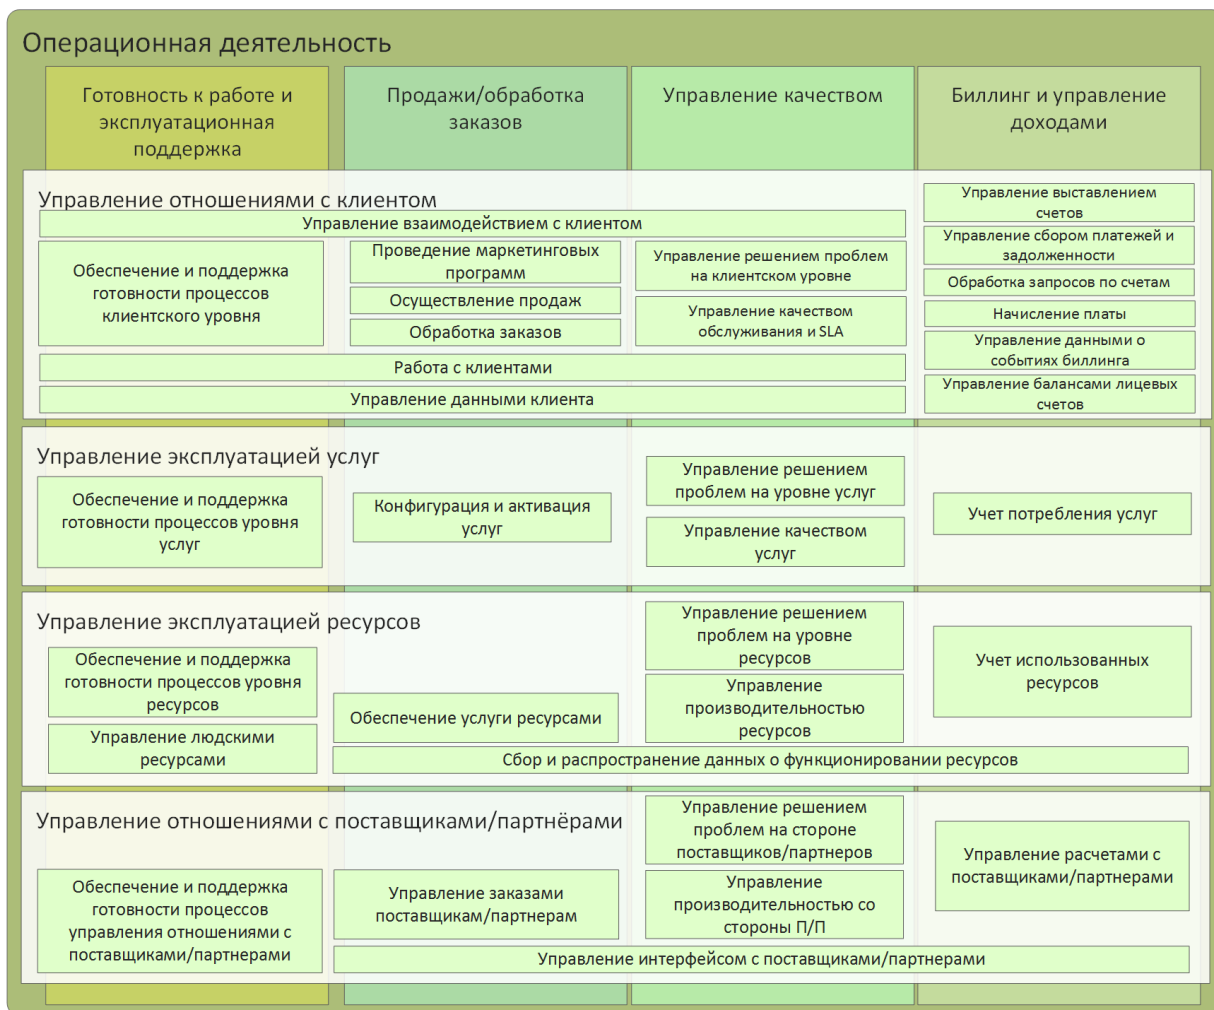 Операционная деятельность
Готовность к работе и
эксплуатационная
поддержка
Продажи/обработка
заказов
Управление качеством
Биллинг и управление
доходами
Управление отношениями с клиентом
Управление взаимодействием с клиентом
Обеспечение и поддержка
готовности процессов
клиентского уровня
Проведение маркетинговых
программ
Осуществление продаж
Обработка заказов
Управление решением проблем
на клиентском уровне
Управление качеством
обслуживания и SLA
Работа с клиентами
Управление данными клиента
Управление выставлением
счетов
Управление сбором платежей и
задолженности
Обработка запросов по счетам
Начисление платы
Управление данными о
событиях биллинга
Управление балансами лицевых
счетов
Управление эксплуатацией услуг
Обеспечение и поддержка
готовности процессов уровня
услуг
Конфигурация и активация
услуг
Управление решением
проблем на уровне услуг
Управление качеством
услуг
Учет потребления услуг
Управление эксплуатацией ресурсов
Обеспечение и поддержка
готовности процессов уровня
ресурсов
Управление людскими
ресурсами
Обеспечение услуги ресурсами
Управление решением
проблем на уровне
ресурсов
Управление
производительностью
ресурсов
Учет использованных
ресурсов
Сбор и распространение данных о функционировании ресурсов
Управление отношениями с поставщиками/партнёрами
Обеспечение и поддержка
готовности процессов
управления отношениями с
поставщиками/партнерами
Управление заказами
поставщикам/партнерам
Управление решением
проблем на стороне
поставщиков/партнеров
Управление
производительностью со
стороны П/П
Управление расчетами с
поставщиками/партнерами
Управление интерфейсом с поставщиками/партнерами